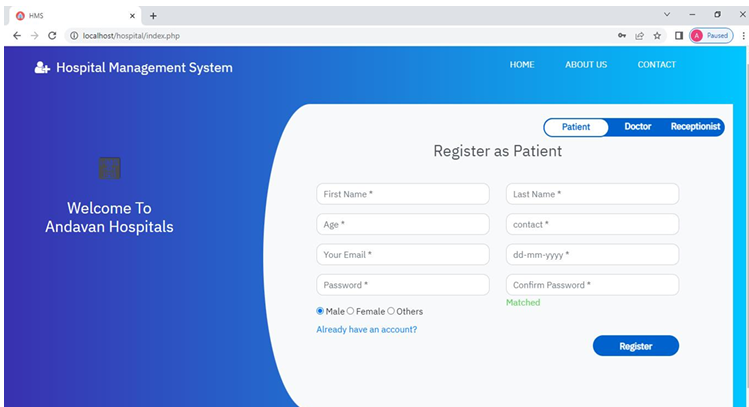 HMS
localhost/hospital/index.php
A Paused
Hospital Management System
HOME ABOUT US CONTACT
Patient Doctor Receptionist
Register as Patient
Welcome To
Andavan Hospitals
First Name * Last Name *
Age * contact *
Your Email * dd-mm-yyyy *
Password * Confirm Password *
Matched
Male Female Others
Already have an account?
Register